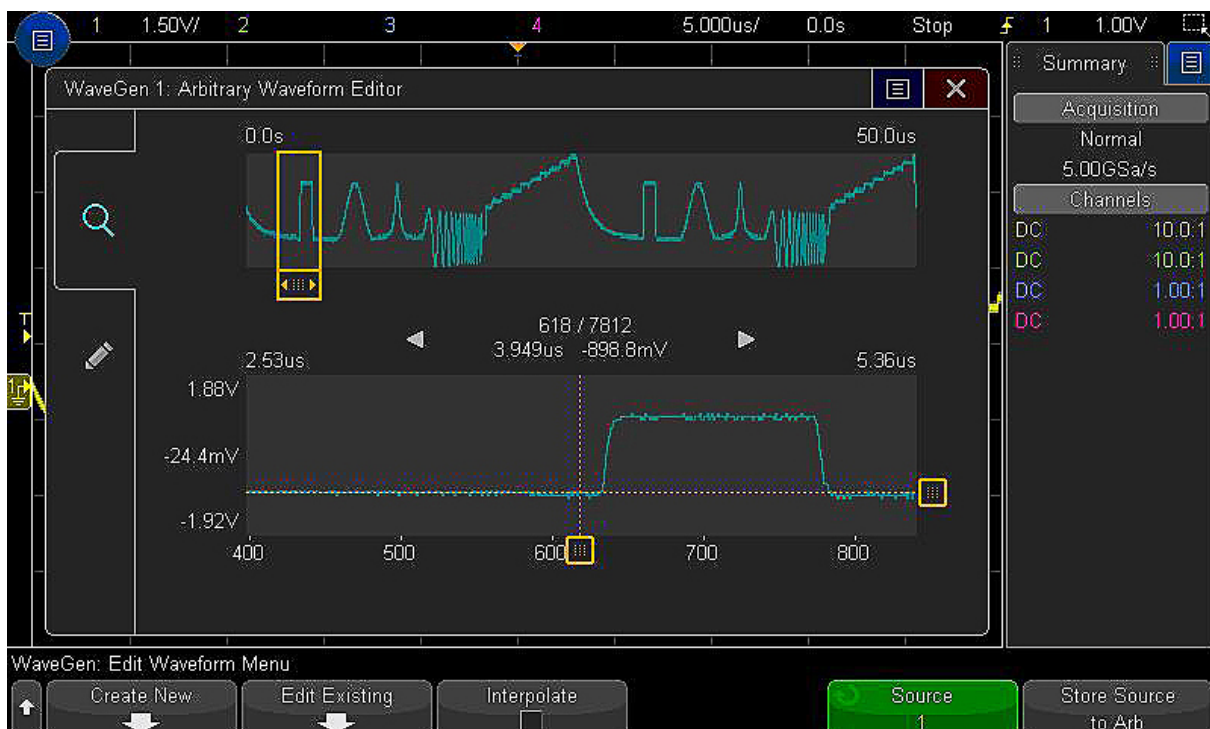 1 1.50V/ 2 3 4 5.000us/ 0.0s Stop 1 1.00V
Summary
WaveGen 1: Arbitrary Waveform Editor
Acquisition
Normal
5.00GSa/s
Channels
DC 10.0:1
DC 10.0:1
DC 1.00:1
DC 1.00:1
0.0s 50.0us
618 / 7812
3.949us -898.8mV
2.53us 5.36us
1.88V
-24.4mV
-1.92V
400 500 600 700 800
T
1
WaveGen: Edit Waveform Menu
Create New Edit Existing Interpolate Source Store Source
1 to Arb